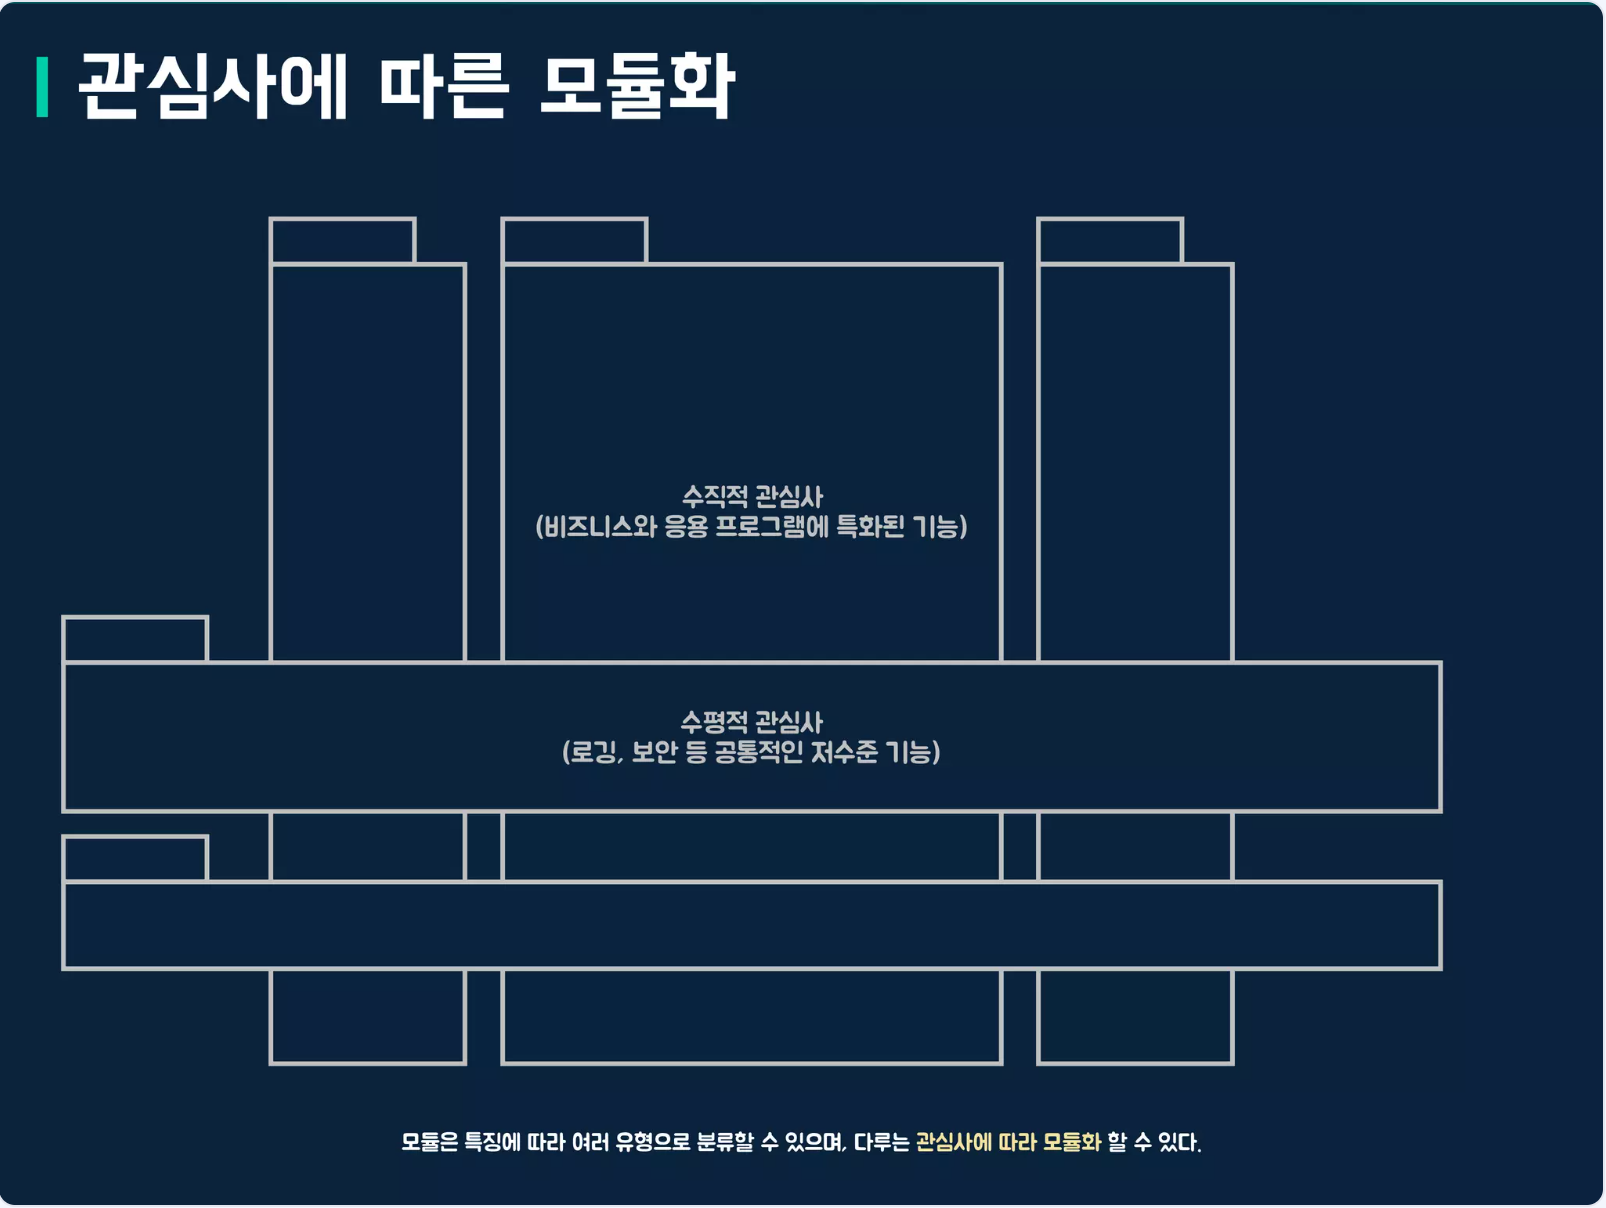 관심사에 따른 모듈화
수직적 관심사
(비즈니스와 응용 프로그램에 특화된 기능)
수평적 관심사
(로깅, 보안 등 공통적인 저수준 기능)
모듈은 특징에 따라 여러 유형으로 분류할 수 있으며, 다루는 관심사에 따라 모듈화 할 수 있다.